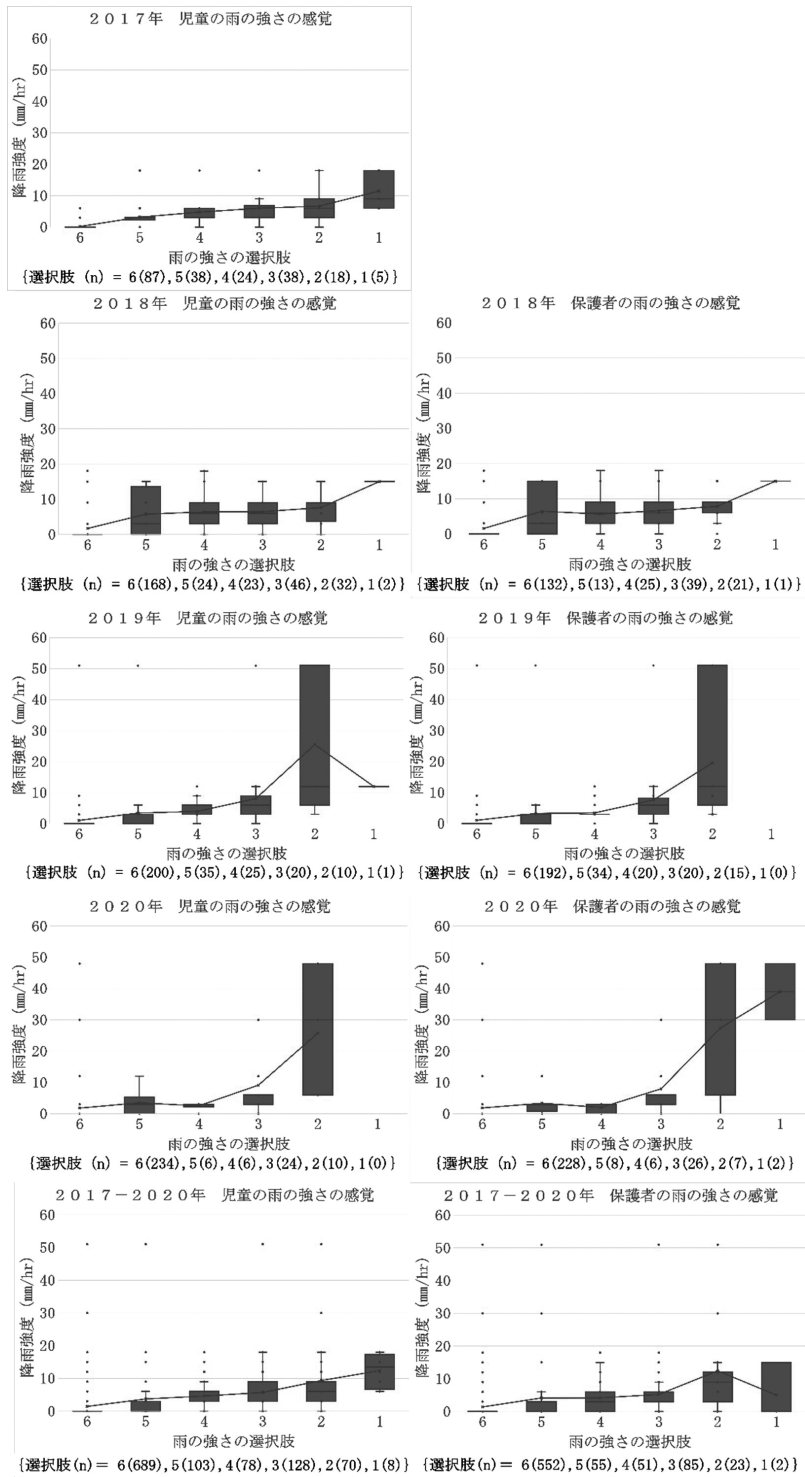 2017年　児童の雨の強さの感覚
降雨強度 (mm/hr)
60
50
40
30
20
10
0
6 5 4 3 2 1
雨の強さの選択肢
{選択肢 (n) = 6(87), 5(38), 4(24), 3(38), 2(18), 1(5)}
2018年　児童の雨の強さの感覚
降雨強度 (mm/hr)
60
50
40
30
20
10
0
6 5 4 3 2 1
雨の強さの選択肢
{選択肢 (n) = 6(168), 5(24), 4(23), 3(46), 2(32), 1(2)}
2018年　保護者の雨の強さの感覚
降雨強度 (mm/hr)
60
50
40
30
20
10
0
6 5 4 3 2 1
雨の強さの選択肢
{選択肢 (n) = 6(132), 5(13), 4(25), 3(39), 2(21), 1(1)}
2019年　児童の雨の強さの感覚
降雨強度 (mm/hr)
60
50
40
30
20
10
0
6 5 4 3 2 1
雨の強さの選択肢
{選択肢 (n) = 6(200), 5(35), 4(25), 3(20), 2(10), 1(1)}
2019年　保護者の雨の強さの感覚
降雨強度 (mm/hr)
60
50
40
30
20
10
0
6 5 4 3 2 1
雨の強さの選択肢
{選択肢 (n) = 6(192), 5(34), 4(20), 3(20), 2(15), 1(0)}
2020年　児童の雨の強さの感覚
降雨強度 (mm/hr)
60
50
40
30
20
10
0
6 5 4 3 2 1
雨の強さの選択肢
{選択肢 (n) = 6(234), 5(6), 4(6), 3(24), 2(10), 1(0)}
2020年　保護者の雨の強さの感覚
降雨強度 (mm/hr)
60
50
40
30
20
10
0
6 5 4 3 2 1
雨の強さの選択肢
{選択肢 (n) = 6(228), 5(8), 4(6), 3(26), 2(7), 1(2)}
2017－2020年　児童の雨の強さの感覚
降雨強度 (mm/hr)
60
50
40
30
20
10
0
6 5 4 3 2 1
雨の強さの選択肢
{選択肢(n)= 6(689), 5(103), 4(78), 3(128), 2(70), 1(8)}
2017－2020年　保護者の雨の強さの感覚
降雨強度 (mm/hr)
60
50
40
30
20
10
0
6 5 4 3 2 1
雨の強さの選択肢
{選択肢(n)= 6(552), 5(55), 4(51), 3(85), 2(23), 1(2)}